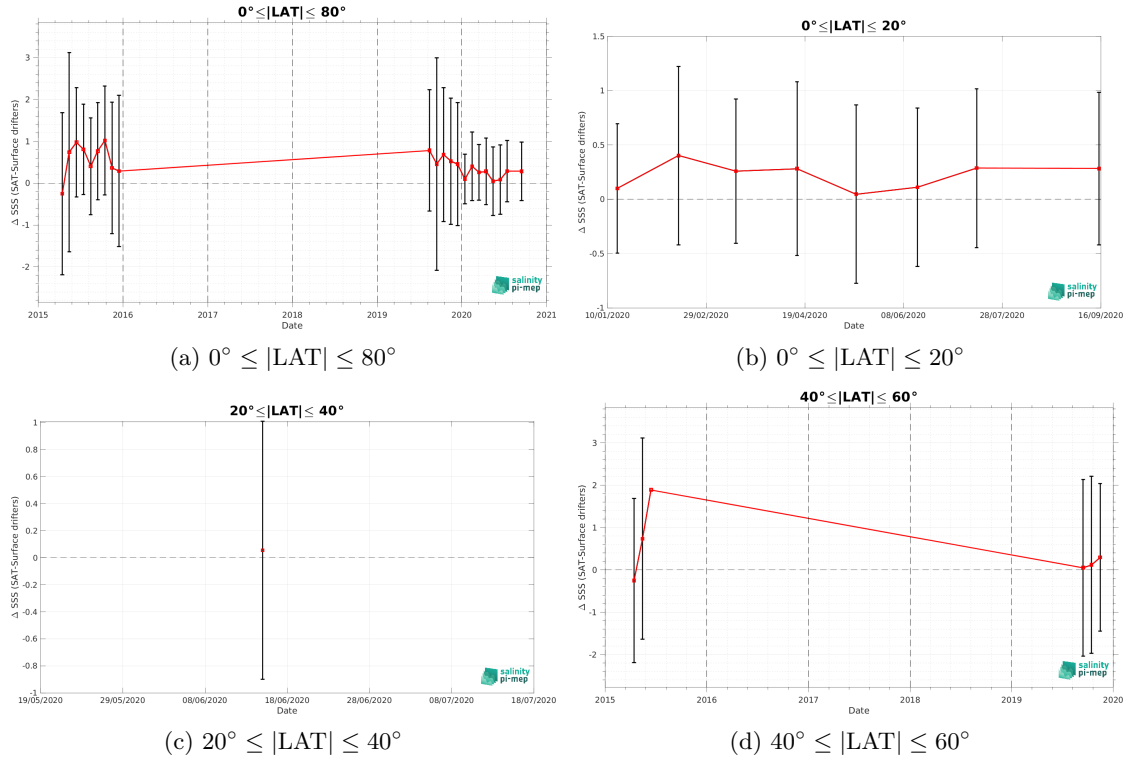 0°≤|LAT|≤ 80°
Δ SSS (SAT-Surface drifters)
3
2
1
0
-1
-2
2015 2016 2017 2018 2019 2020 2021
Date
salinity
pi-mep
(a) 0° ≤ |LAT| ≤ 80°
0°≤|LAT|≤ 20°
Δ SSS (SAT-Surface drifters)
1.5
1
0.5
0
-0.5
-1
10/01/2020 29/02/2020 19/04/2020 08/06/2020 28/07/2020 16/09/2020
Date
salinity
pi-mep
(b) 0° ≤ |LAT| ≤ 20°
20°≤|LAT|≤ 40°
Δ SSS (SAT-Surface drifters)
1
0.8
0.6
0.4
0.2
0
-0.2
-0.4
-0.6
-0.8
-1
19/05/2020 29/05/2020 08/06/2020 18/06/2020 28/06/2020 08/07/2020 18/07/2020
Date
salinity
pi-mep
(c) 20° ≤ |LAT| ≤ 40°
40°≤|LAT|≤ 60°
Δ SSS (SAT-Surface drifters)
3
2
1
0
-1
-2
2015 2016 2017 2018 2019 2020
Date
salinity
pi-mep
(d) 40° ≤ |LAT| ≤ 60°